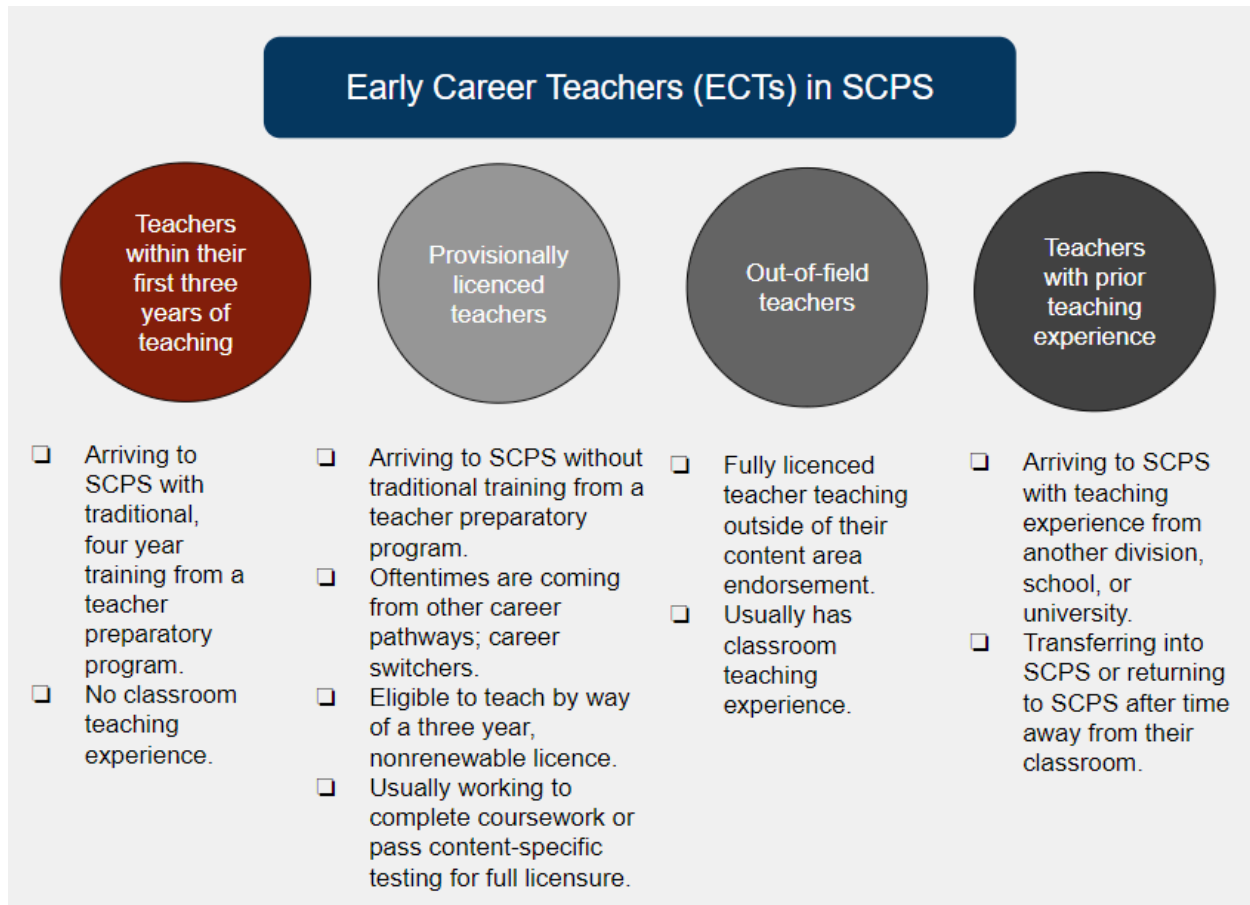 Early Career Teachers (ECTs) in SCPS
Teachers
within their
first three
years of
teaching
Provisionally
licenced
teachers
Out-of-field
teachers
Teachers
with prior
teaching
experience
❏ Arriving to
SCPS with
traditional,
four year
training from a
teacher
preparatory
program.
❏ No classroom
teaching
experience.
❏ Arriving to SCPS without
traditional training from a
teacher preparatory
program.
❏ Oftentimes are coming
from other career
pathways; career
switchers.
❏ Eligible to teach by way
of a three year,
nonrenewable licence.
❏ Usually working to
complete coursework or
pass content-specific
testing for full licensure.
❏ Fully licenced
teacher teaching
outside of their
content area
endorsement.
❏ Usually has
classroom
teaching
experience.
❏ Arriving to SCPS
with teaching
experience from
another division,
school, or
university.
❏ Transferring into
SCPS or returning
to SCPS after time
away from their
classroom.